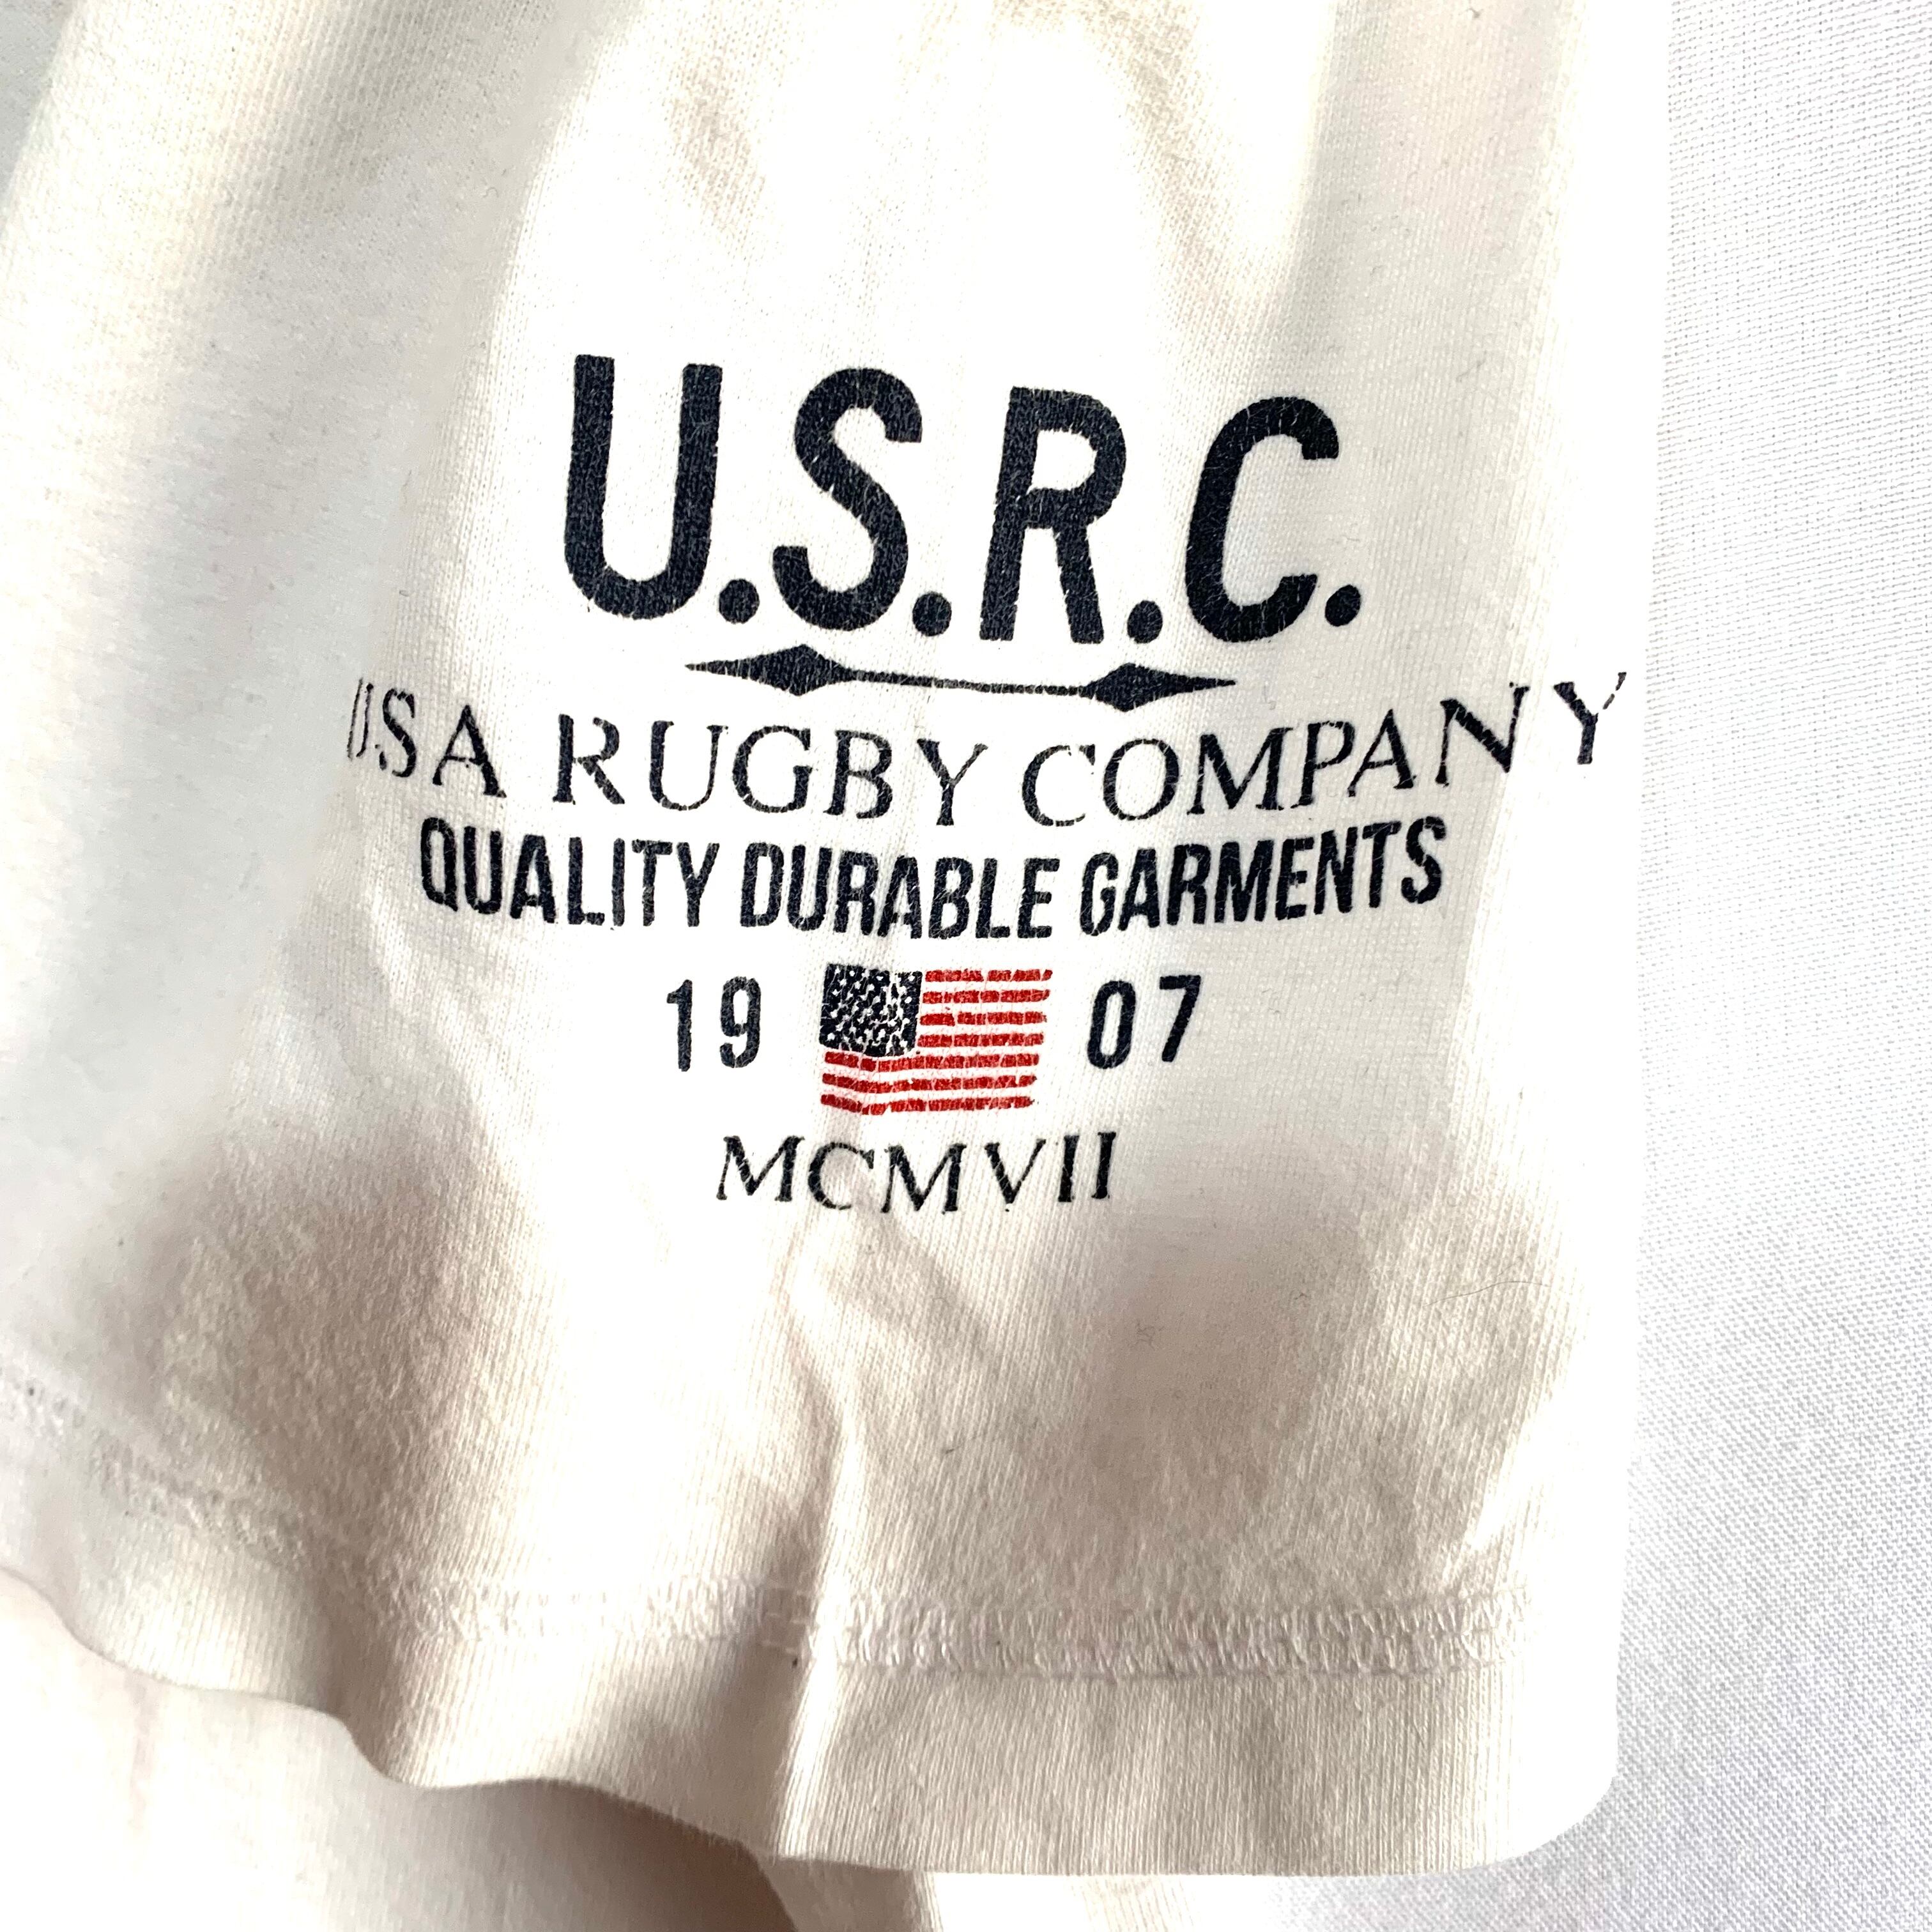 U.S.R.C.
USA RUGBY COMPANY
QUALITY DURABLE GARMENTS
19 07
MCMVII